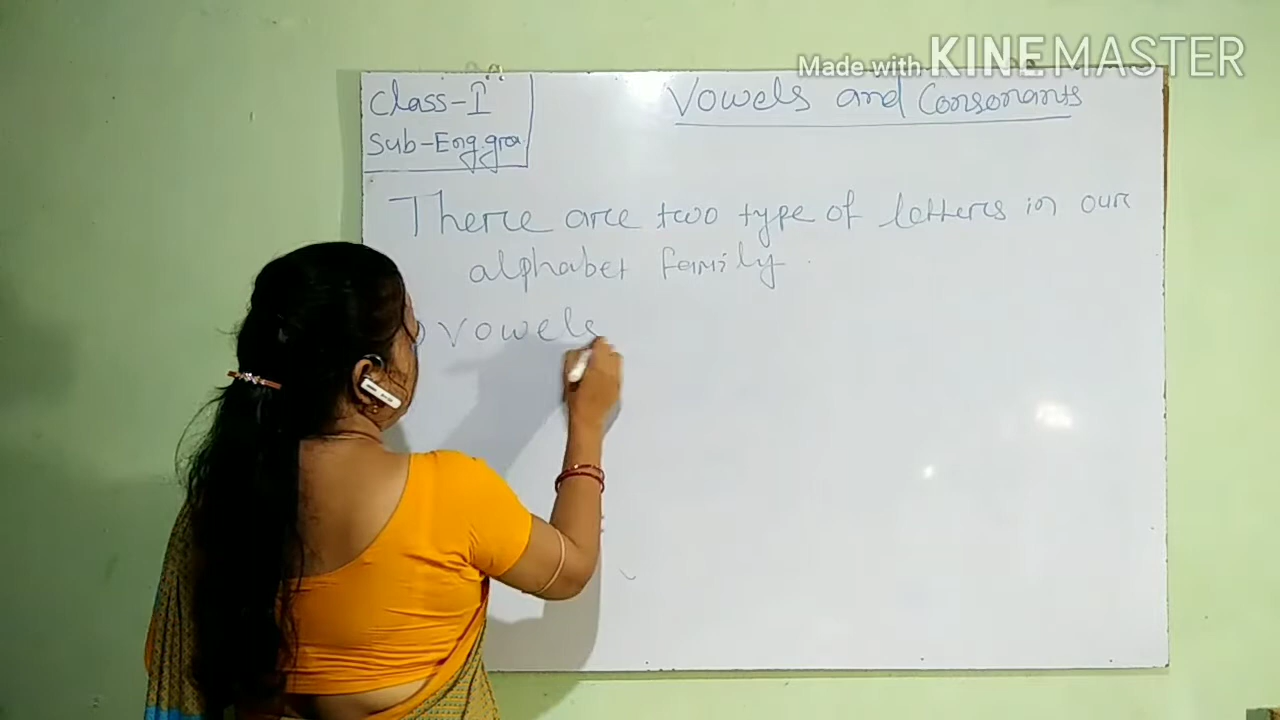 Made with KINEMASTER
Class-I
Sub-Eng.gra
Vowels and Consonants
There are two type of letters in our
alphabet family.
Vowels